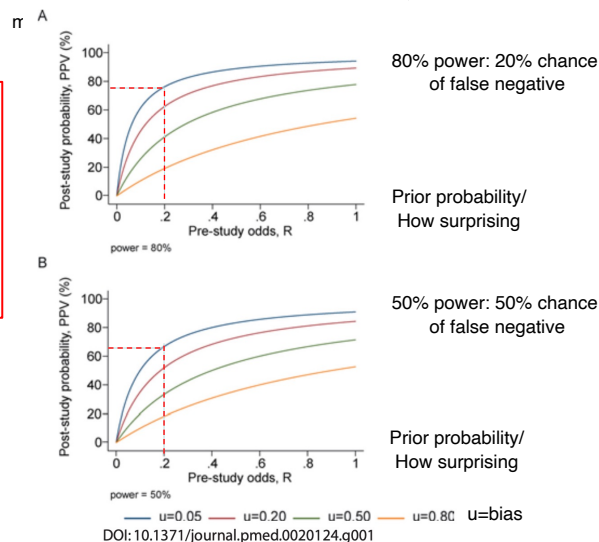 m
A
Post-study probability, PPV (%)
100
80
60
40
20
0
0 .2 .4 .6 .8 1
Pre-study odds, R
power = 80%
80% power: 20% chance
of false negative
Prior probability/
How surprising
B
Post-study probability, PPV (%)
100
80
60
40
20
0
0 .2 .4 .6 .8 1
Pre-study odds, R
power = 50%
50% power: 50% chance
of false negative
Prior probability/
How surprising
u=0.05 u=0.20 u=0.50 u=0.80 u=bias
DOI: 10.1371/journal.pmed.0020124.g001